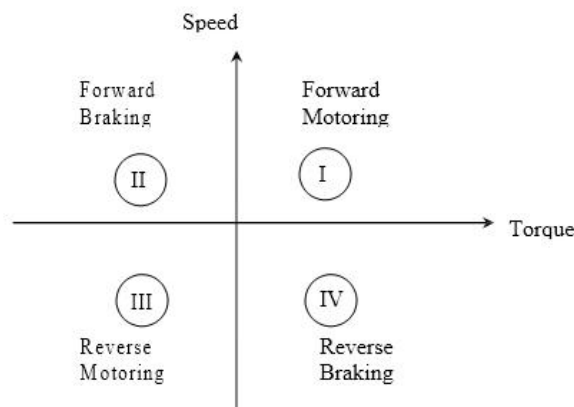 Speed
Forward
Braking
Forward
Motoring
II
I
Torque
III
IV
Reverse
Motoring
Reverse
Braking